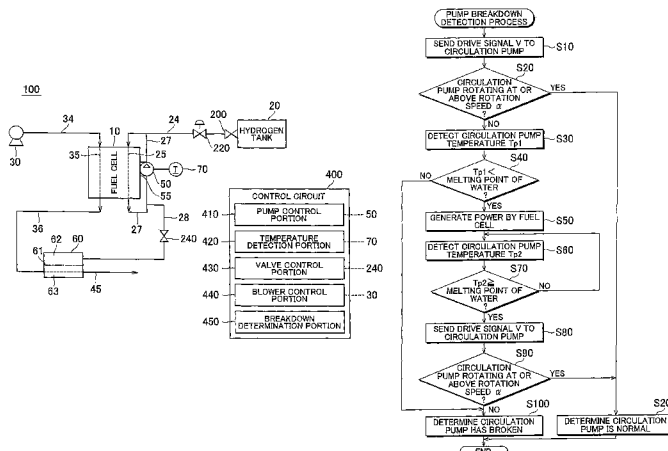 100
34
30
10
35
FUEL CELL
25
24
27
200
220
20
HYDROGEN
TANK
I
70
50
55
36
27
28
240
62
60
61
63
45
400
CONTROL CIRCUIT
410
PUMP CONTROL
PORTION
50
420
TEMPERATURE
DETECTION PORTION
70
430
VALVE CONTROL
PORTION
240
440
BLOWER CONTROL
PORTION
30
450
BREAKDOWN
DETERMINATION PORTION
PUMP BREAKDOWN
DETECTION PROCESS
SEND DRIVE SIGNAL V TO
CIRCULATION PUMP
S10
S20
CIRCULATION
PUMP ROTATING AT OR
ABOVE ROTATION
SPEED α
?
YES
NO
DETECT CIRCULATION PUMP
TEMPERATURE Tp1
S30
S40
NO
Tp1<
MELTING POINT OF
WATER
?
YES
GENERATE POWER BY FUEL
CELL
S50
DETECT CIRCULATION PUMP
TEMPERATURE Tp2
S60
S70
Tp2≧
MELTING POINT OF
WATER
?
NO
YES
SEND DRIVE SIGNAL V TO
CIRCULATION PUMP
S80
S90
CIRCULATION
PUMP ROTATING AT OR
ABOVE ROTATION
SPEED α
?
YES
NO
S100
DETERMINE CIRCULATION
PUMP HAS BROKEN
DETERMINE CIRCULATION
PUMP IS NORMAL
END